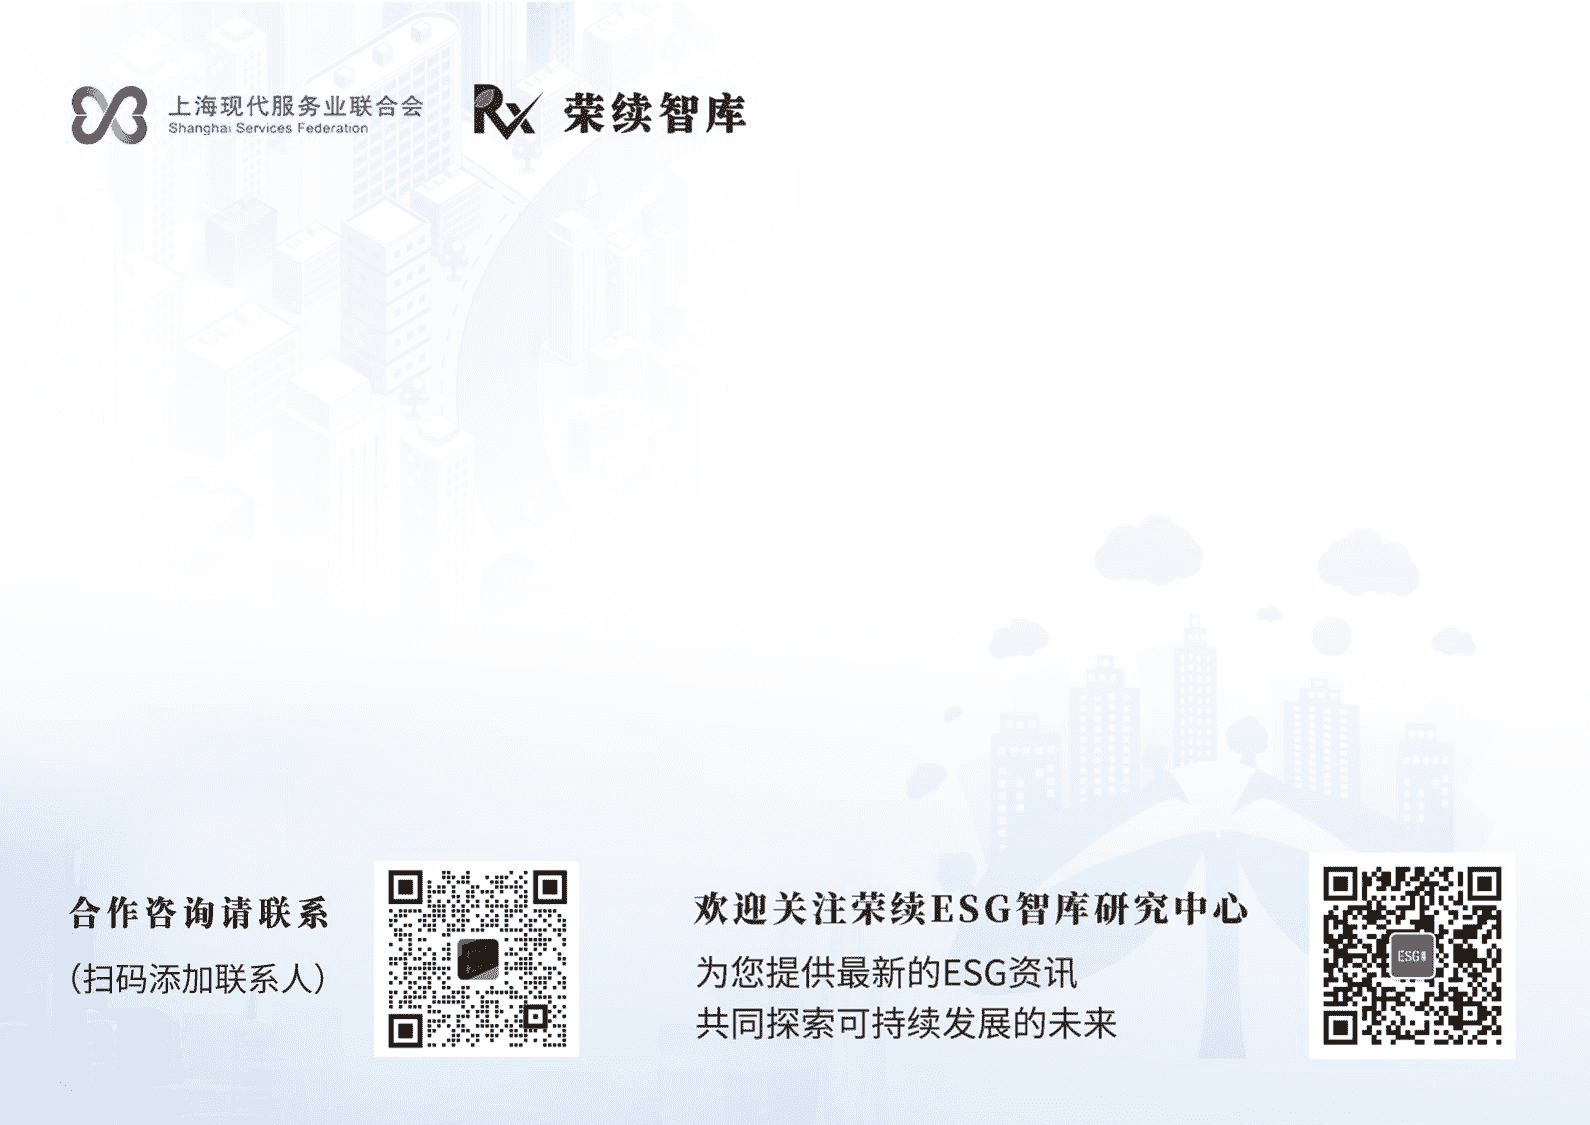 上海现代服务业联合会
Shanghai Services Federation
Rx 荣续智库
合作咨询请联系
（扫码添加联系人）
欢迎关注荣续ESG智库研究中心
为您提供最新的ESG资讯
共同探索可持续发展的未来
ESG